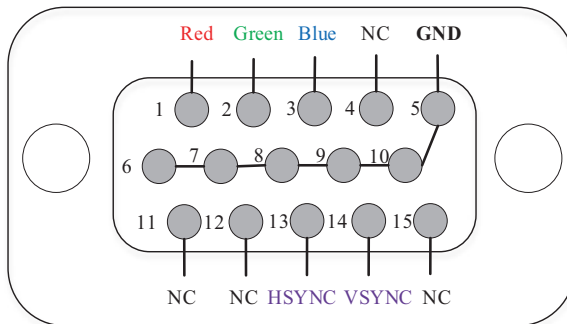 Red Green Blue NC GND
1 2 3 4 5
6 7 8 9 10
11 12 13 14 15
NC NC HSYNC VSYNC NC